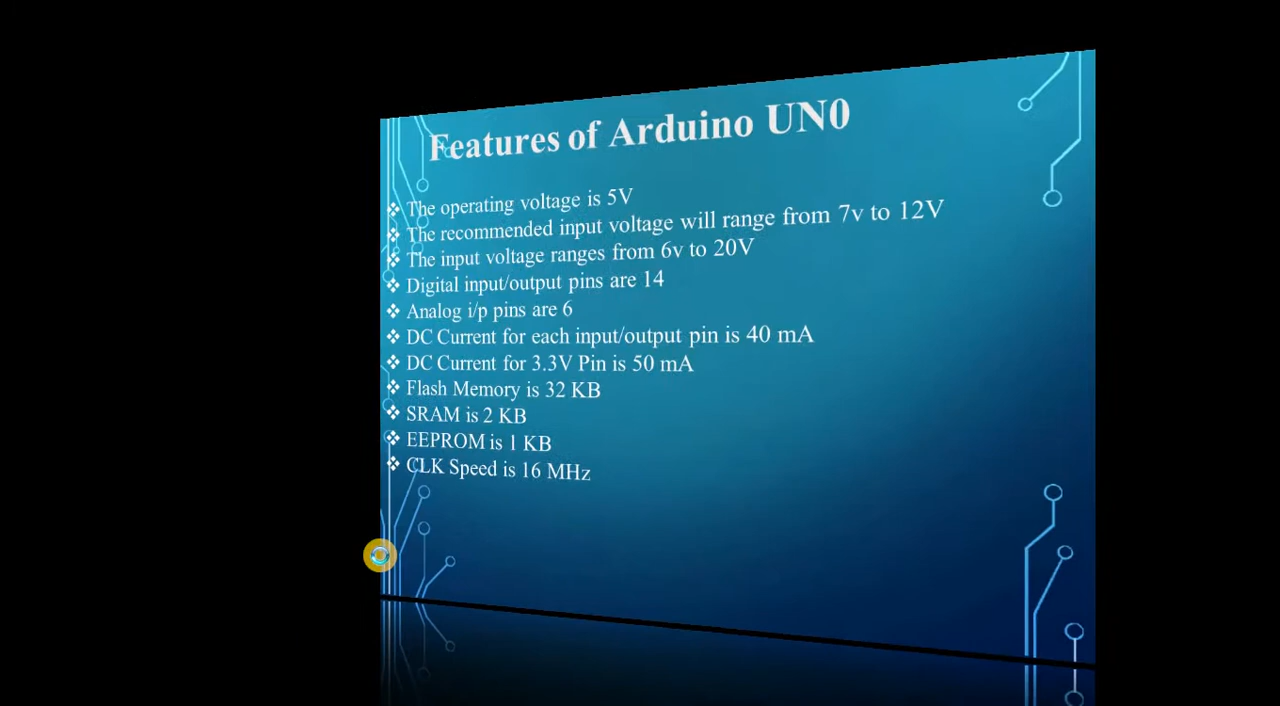 Features of Arduino UN0
❖ The operating voltage is 5V
❖ The recommended input voltage will range from 7v to 12V
❖ The input voltage ranges from 6v to 20V
❖ Digital input/output pins are 14
❖ Analog i/p pins are 6
❖ DC Current for each input/output pin is 40 mA
❖ DC Current for 3.3V Pin is 50 mA
❖ Flash Memory is 32 KB
❖ SRAM is 2 KB
❖ EEPROM is 1 KB
❖ CLK Speed is 16 MHz